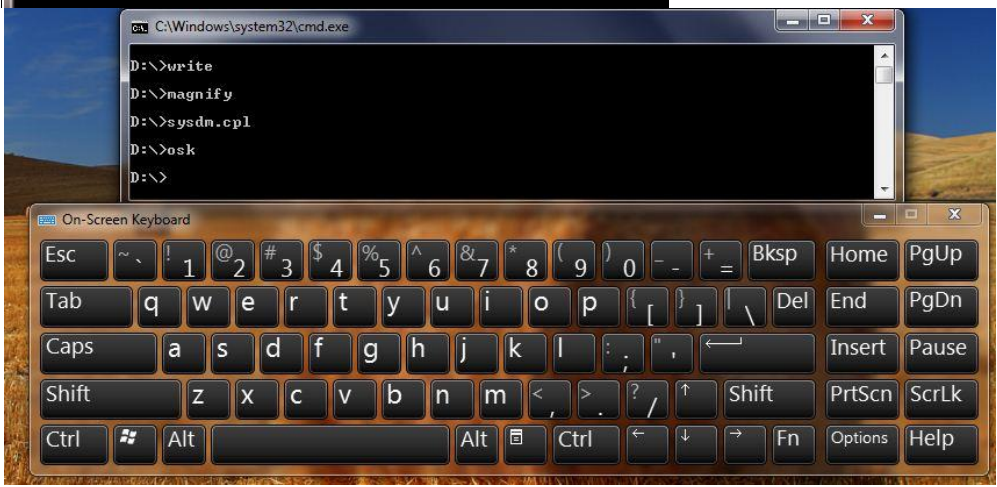 C:\Windows\system32\cmd.exe
D:\>write
D:\>magnify
D:\>sysdm.cpl
D:\>osk
D:\>
On-Screen Keyboard
Esc ~ ` ! 1 @ 2 # 3 $ 4 % 5 ^ 6 & 7 * 8 ( 9 ) 0 _ - + = Bksp Home PgUp
Tab q w e r t y u i o p { [ } ] | \ Del End PgDn
Caps a s d f g h j k l : ; " ' Insert Pause
Shift z x c v b n m < , > . ? / ↑ Shift PrtScn ScrLk
Ctrl Alt Alt Ctrl ← ↓ → Fn Options Help